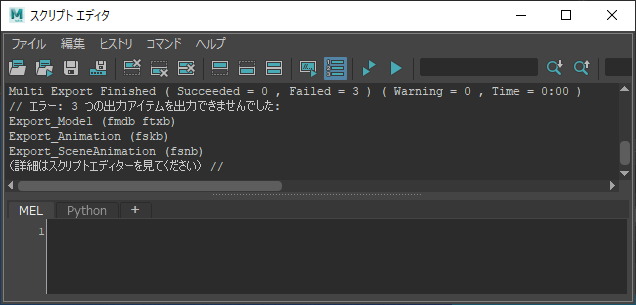 スクリプト エディタ
ファイル 編集 ヒストリ コマンド ヘルプ
Multi Export Finished ( Succeeded = 0 , Failed = 3 ) ( Warning = 0 , Time = 0:00 )
// エラー: 3 つの出力アイテムを出力できませんでした:
Export_Model (fmdb ftxb)
Export_Animation (fskb)
Export_SceneAnimation (fsnb)
(詳細はスクリプトエディターを見てください) //
MEL Python +
1